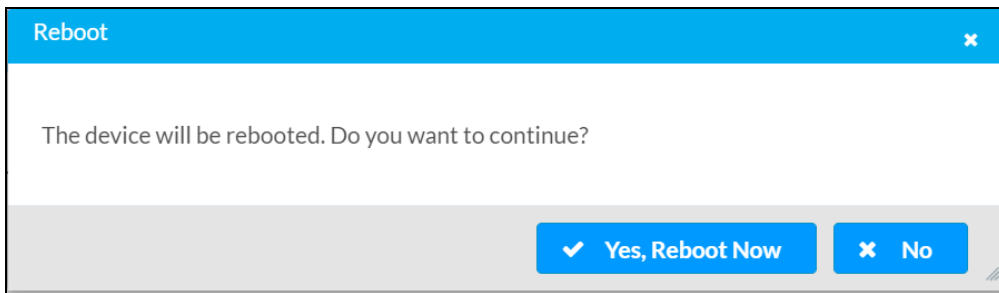 Reboot
The device will be rebooted. Do you want to continue?
Yes, Reboot Now
No